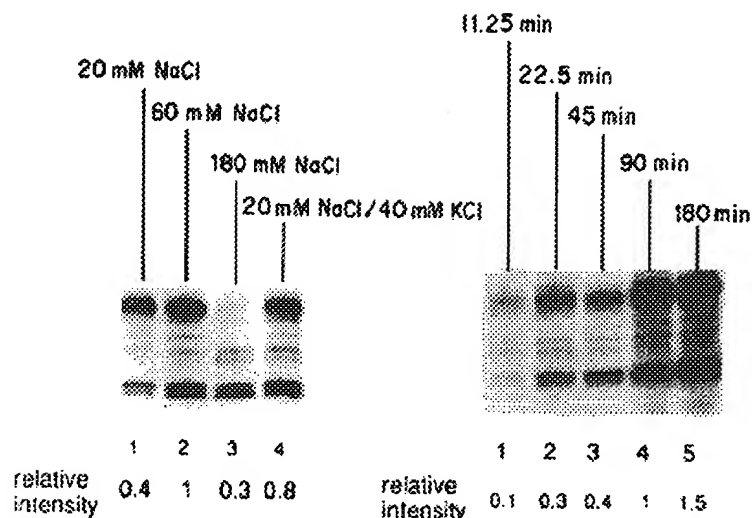 20 mM NaCl
60 mM NaCl
180 mM NaCl
20 mM NaCl/40 mM KCl
1 2 3 4
relative intensity 0.4 1 0.3 0.8
11.25 min
22.5 min
45 min
90 min
180 min
1 2 3 4 5
relative intensity 0.1 0.3 0.4 1 1.5